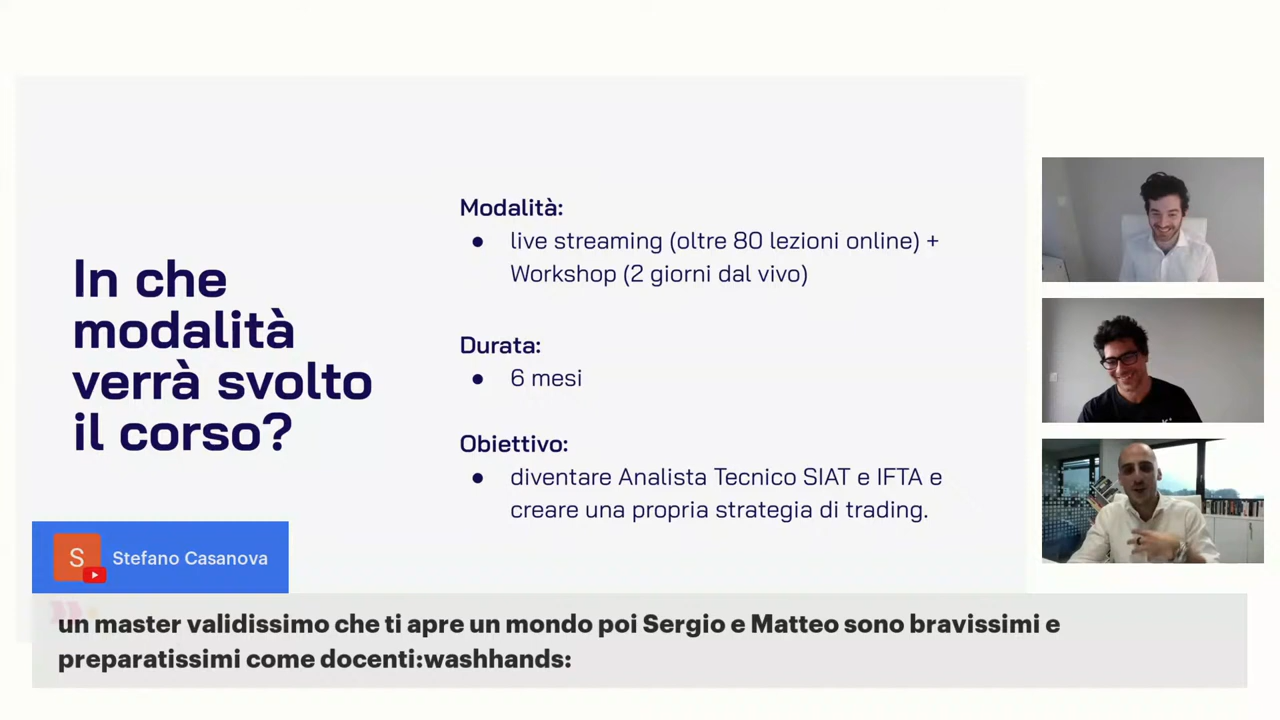 In che
modalità
verrà svolto
il corso?
Modalità:
● live streaming (oltre 80 lezioni online) +
Workshop (2 giorni dal vivo)
Durata:
● 6 mesi
Obiettivo:
● diventare Analista Tecnico SIAT e IFTA e
creare una propria strategia di trading.
S
Stefano Casanova
un master validissimo che ti apre un mondo poi Sergio e Matteo sono bravissimi e
preparatissimi come docenti:washhands: